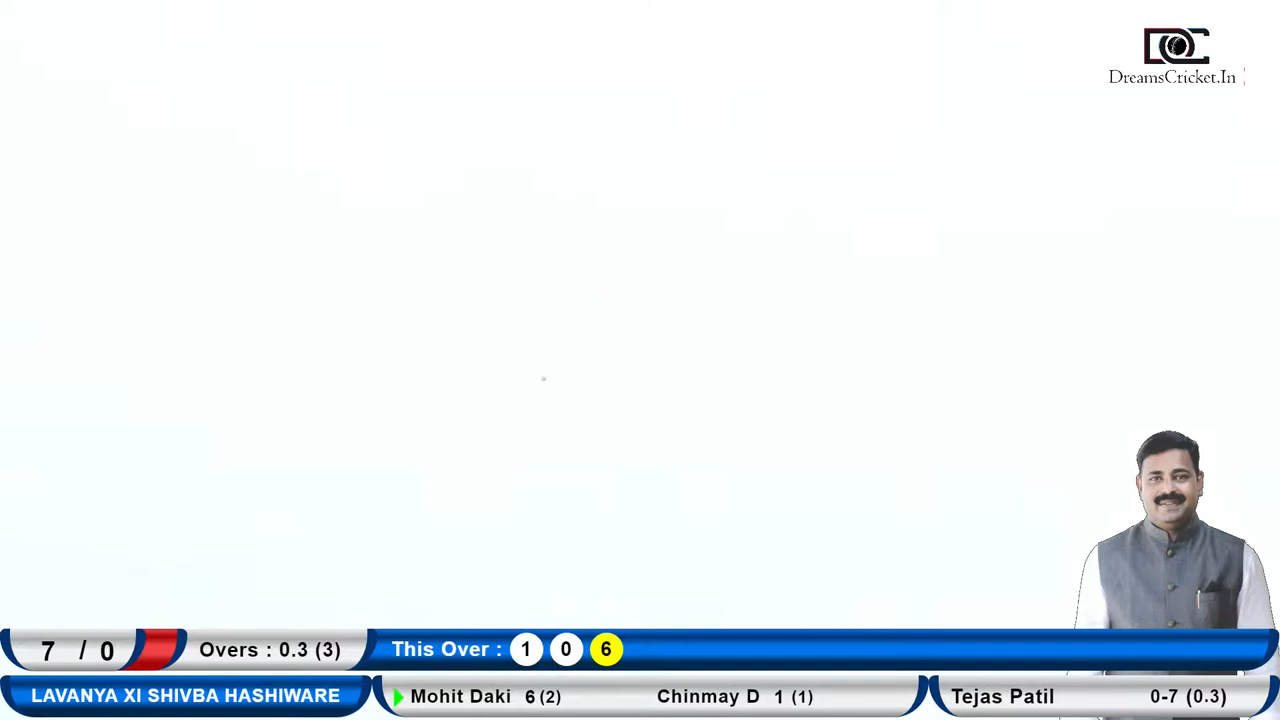 DC
DreamsCricket.In
7 / 0
Overs : 0.3 (3)
This Over : 1 0 6
LAVANYA XI SHIVBA HASHIWARE
Mohit Daki 6 (2)
Chinmay D 1 (1)
Tejas Patil 0-7 (0.3)